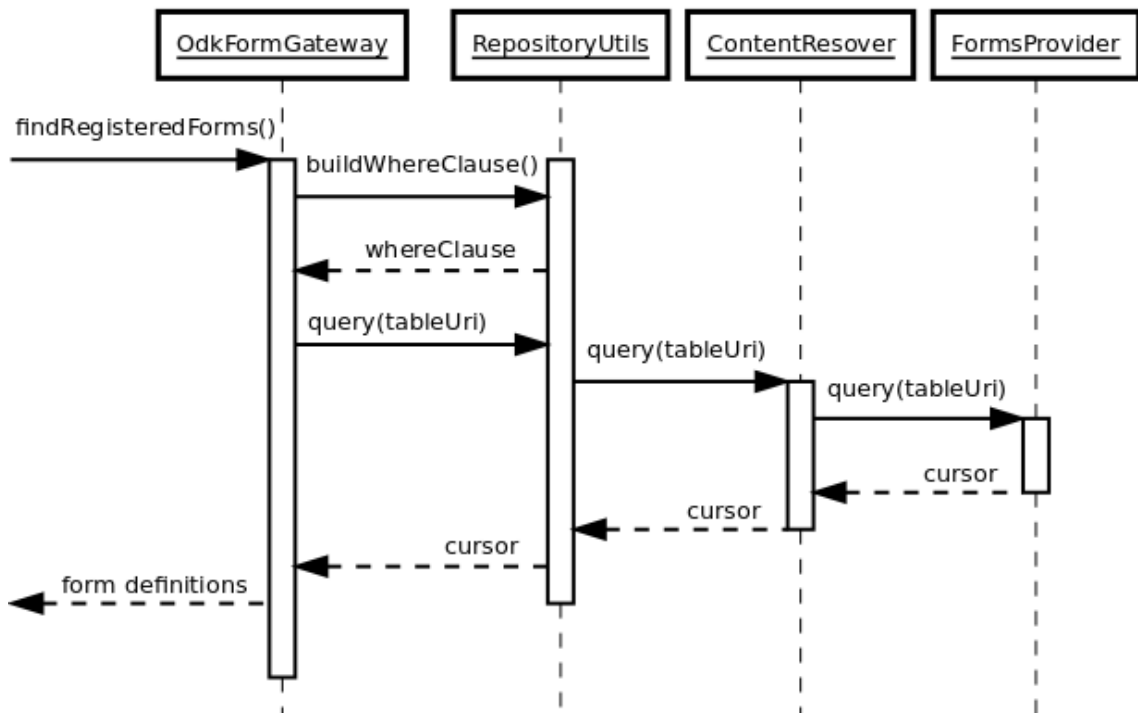 OdkFormGateway
RepositoryUtils
ContentResover
FormsProvider
findRegisteredForms()
buildWhereClause()
whereClause
query(tableUri)
query(tableUri)
query(tableUri)
cursor
cursor
cursor
form definitions